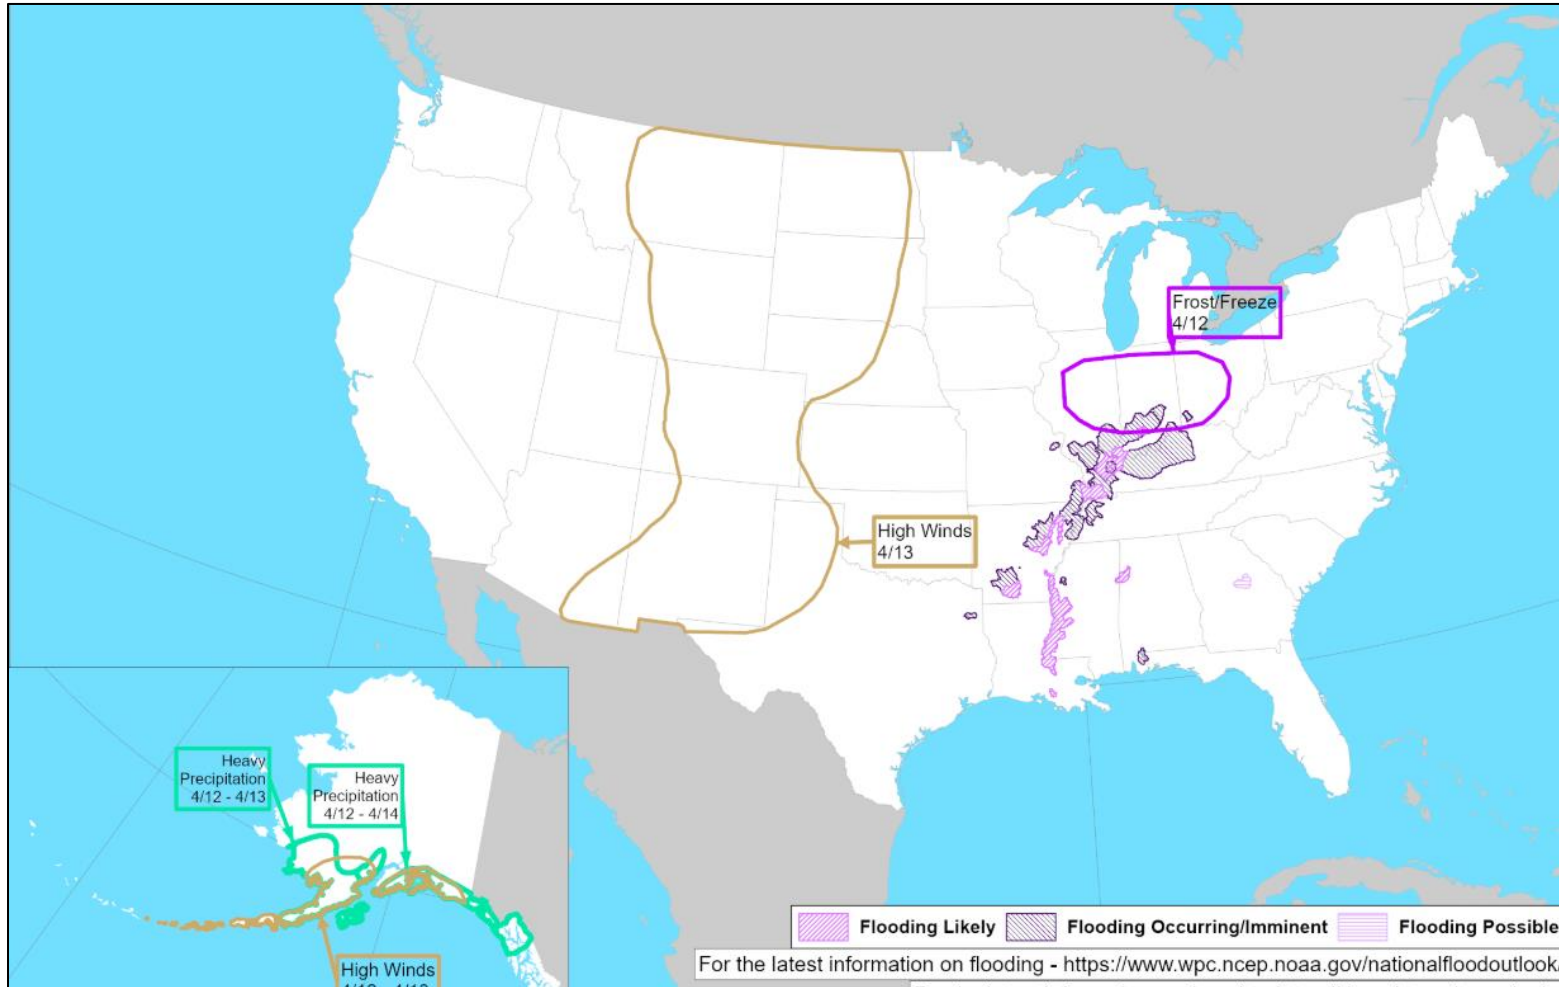 Frost/Freeze
4/12
High Winds
4/13
Heavy
Precipitation
4/12 - 4/13
Heavy
Precipitation
4/12 - 4/14
High Winds
Flooding Likely
Flooding Occurring/Imminent
Flooding Possible
For the latest information on flooding - https://www.wpc.ncep.noaa.gov/nationalfloodoutlook